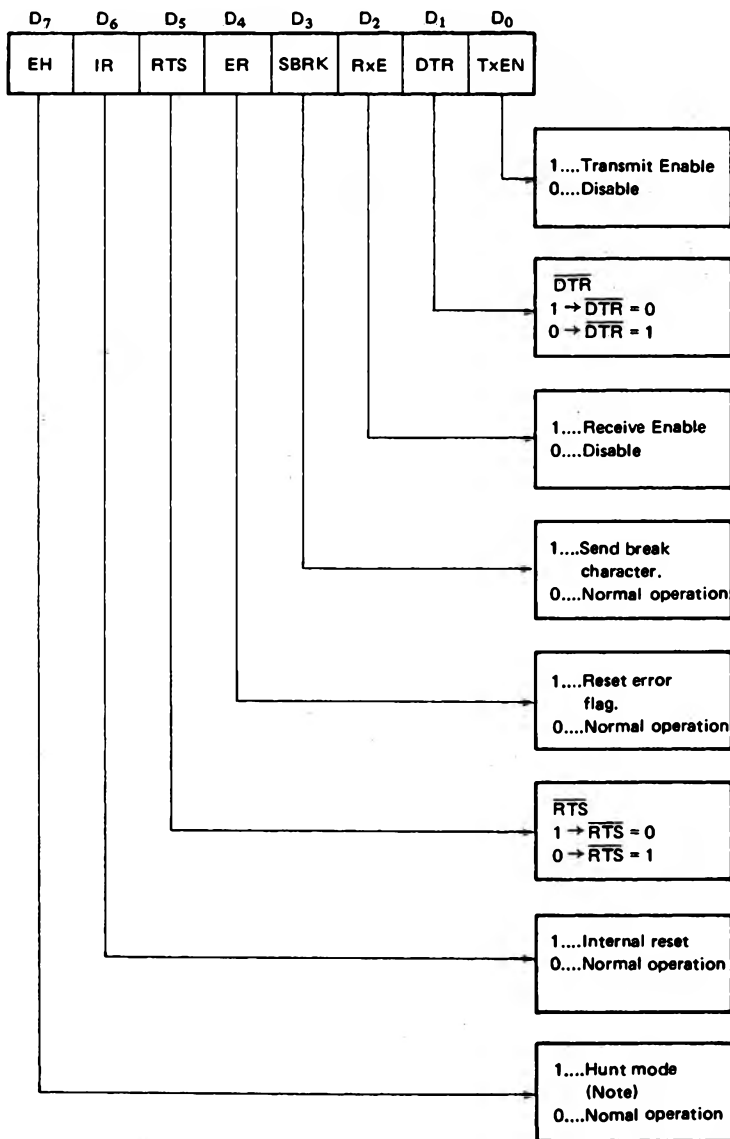 D7 D6 D5 D4 D3 D2 D1 D0
EH IR RTS ER SBRK RxE DTR TxEN
1....Transmit Enable
0....Disable
DTR
1 → DTR = 0
0 → DTR = 1
1....Receive Enable
0....Disable
1....Send break
character.
0....Normal operation
1....Reset error
flag.
0....Normal operation
RTS
1 → RTS = 0
0 → RTS = 1
1....Internal reset
0....Normal operation
1....Hunt mode
(Note)
0....Nomal operation